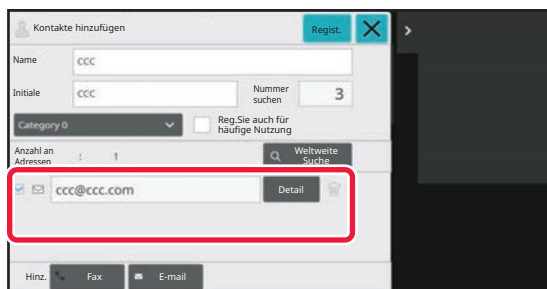 Kontakte hinzufügen
Regist.
Name
ccc
Initiale
ccc
Nummer
suchen
3
Category 0
Reg.Sie auch für
häufige Nutzung
Anzahl an
Adressen
: 1
Weltweite
Suche
ccc@ccc.com
Detail
Hinz.
Fax
E-mail